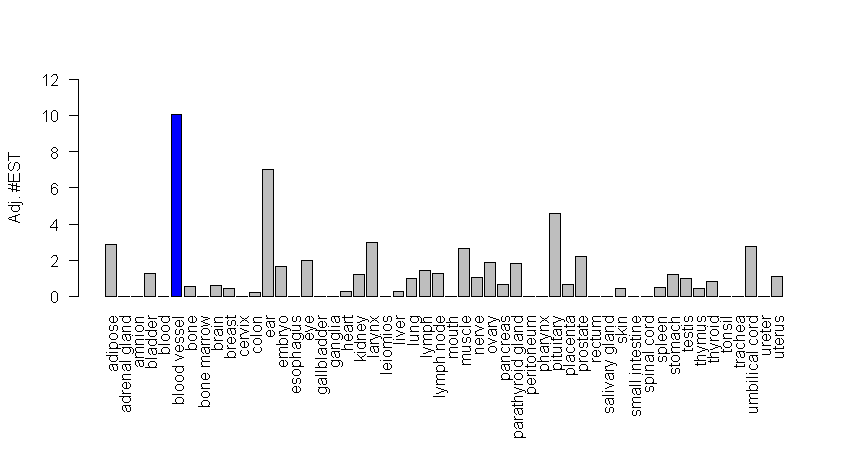 Adj. #EST
12
10
8
6
4
2
0
adipose
adrenal gland
amnion
bladder
blood
blood vessel
bone
bone marrow
brain
breast
cervix
colon
ear
embryo
esophagus
eye
gallbladder
ganglia
heart
kidney
larynx
leiomios
liver
lung
lymph
lymph node
mouth
muscle
nerve
ovary
pancreas
parathyroid gland
peritoneum
pharynx
pituitary
placenta
prostate
rectum
salivary gland
skin
small intestine
spinal cord
spleen
stomach
testis
thymus
thyroid
tonsil
trachea
umbilical cord
ureter
uterus